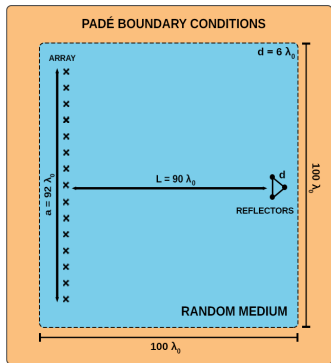 PADÉ BOUNDARY CONDITIONS
d = 6 λ₀
ARRAY
a = 92 λ₀
L = 90 λ₀
d
REFLECTORS
100 λ₀
RANDOM MEDIUM
100 λ₀